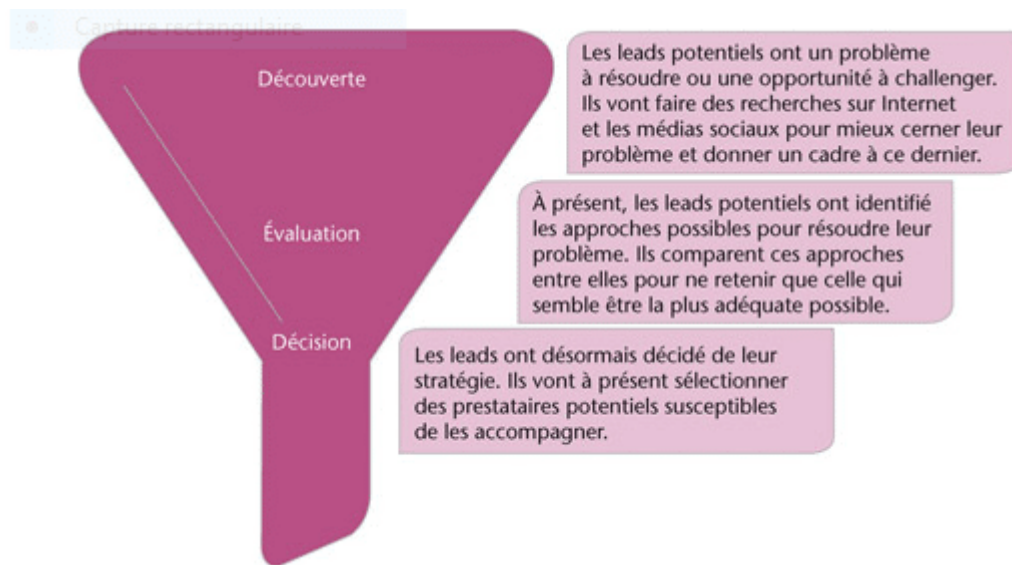 Capture rectangulaire
Découverte
Les leads potentiels ont un problème
à résoudre ou une opportunité à challenger.
Ils vont faire des recherches sur Internet
et les médias sociaux pour mieux cerner leur
problème et donner un cadre à ce dernier.
Évaluation
À présent, les leads potentiels ont identifié
les approches possibles pour résoudre leur
problème. Ils comparent ces approches
entre elles pour ne retenir que celle qui
semble être la plus adéquate possible.
Décision
Les leads ont désormais décidé de leur
stratégie. Ils vont à présent sélectionner
des prestataires potentiels susceptibles
de les accompagner.